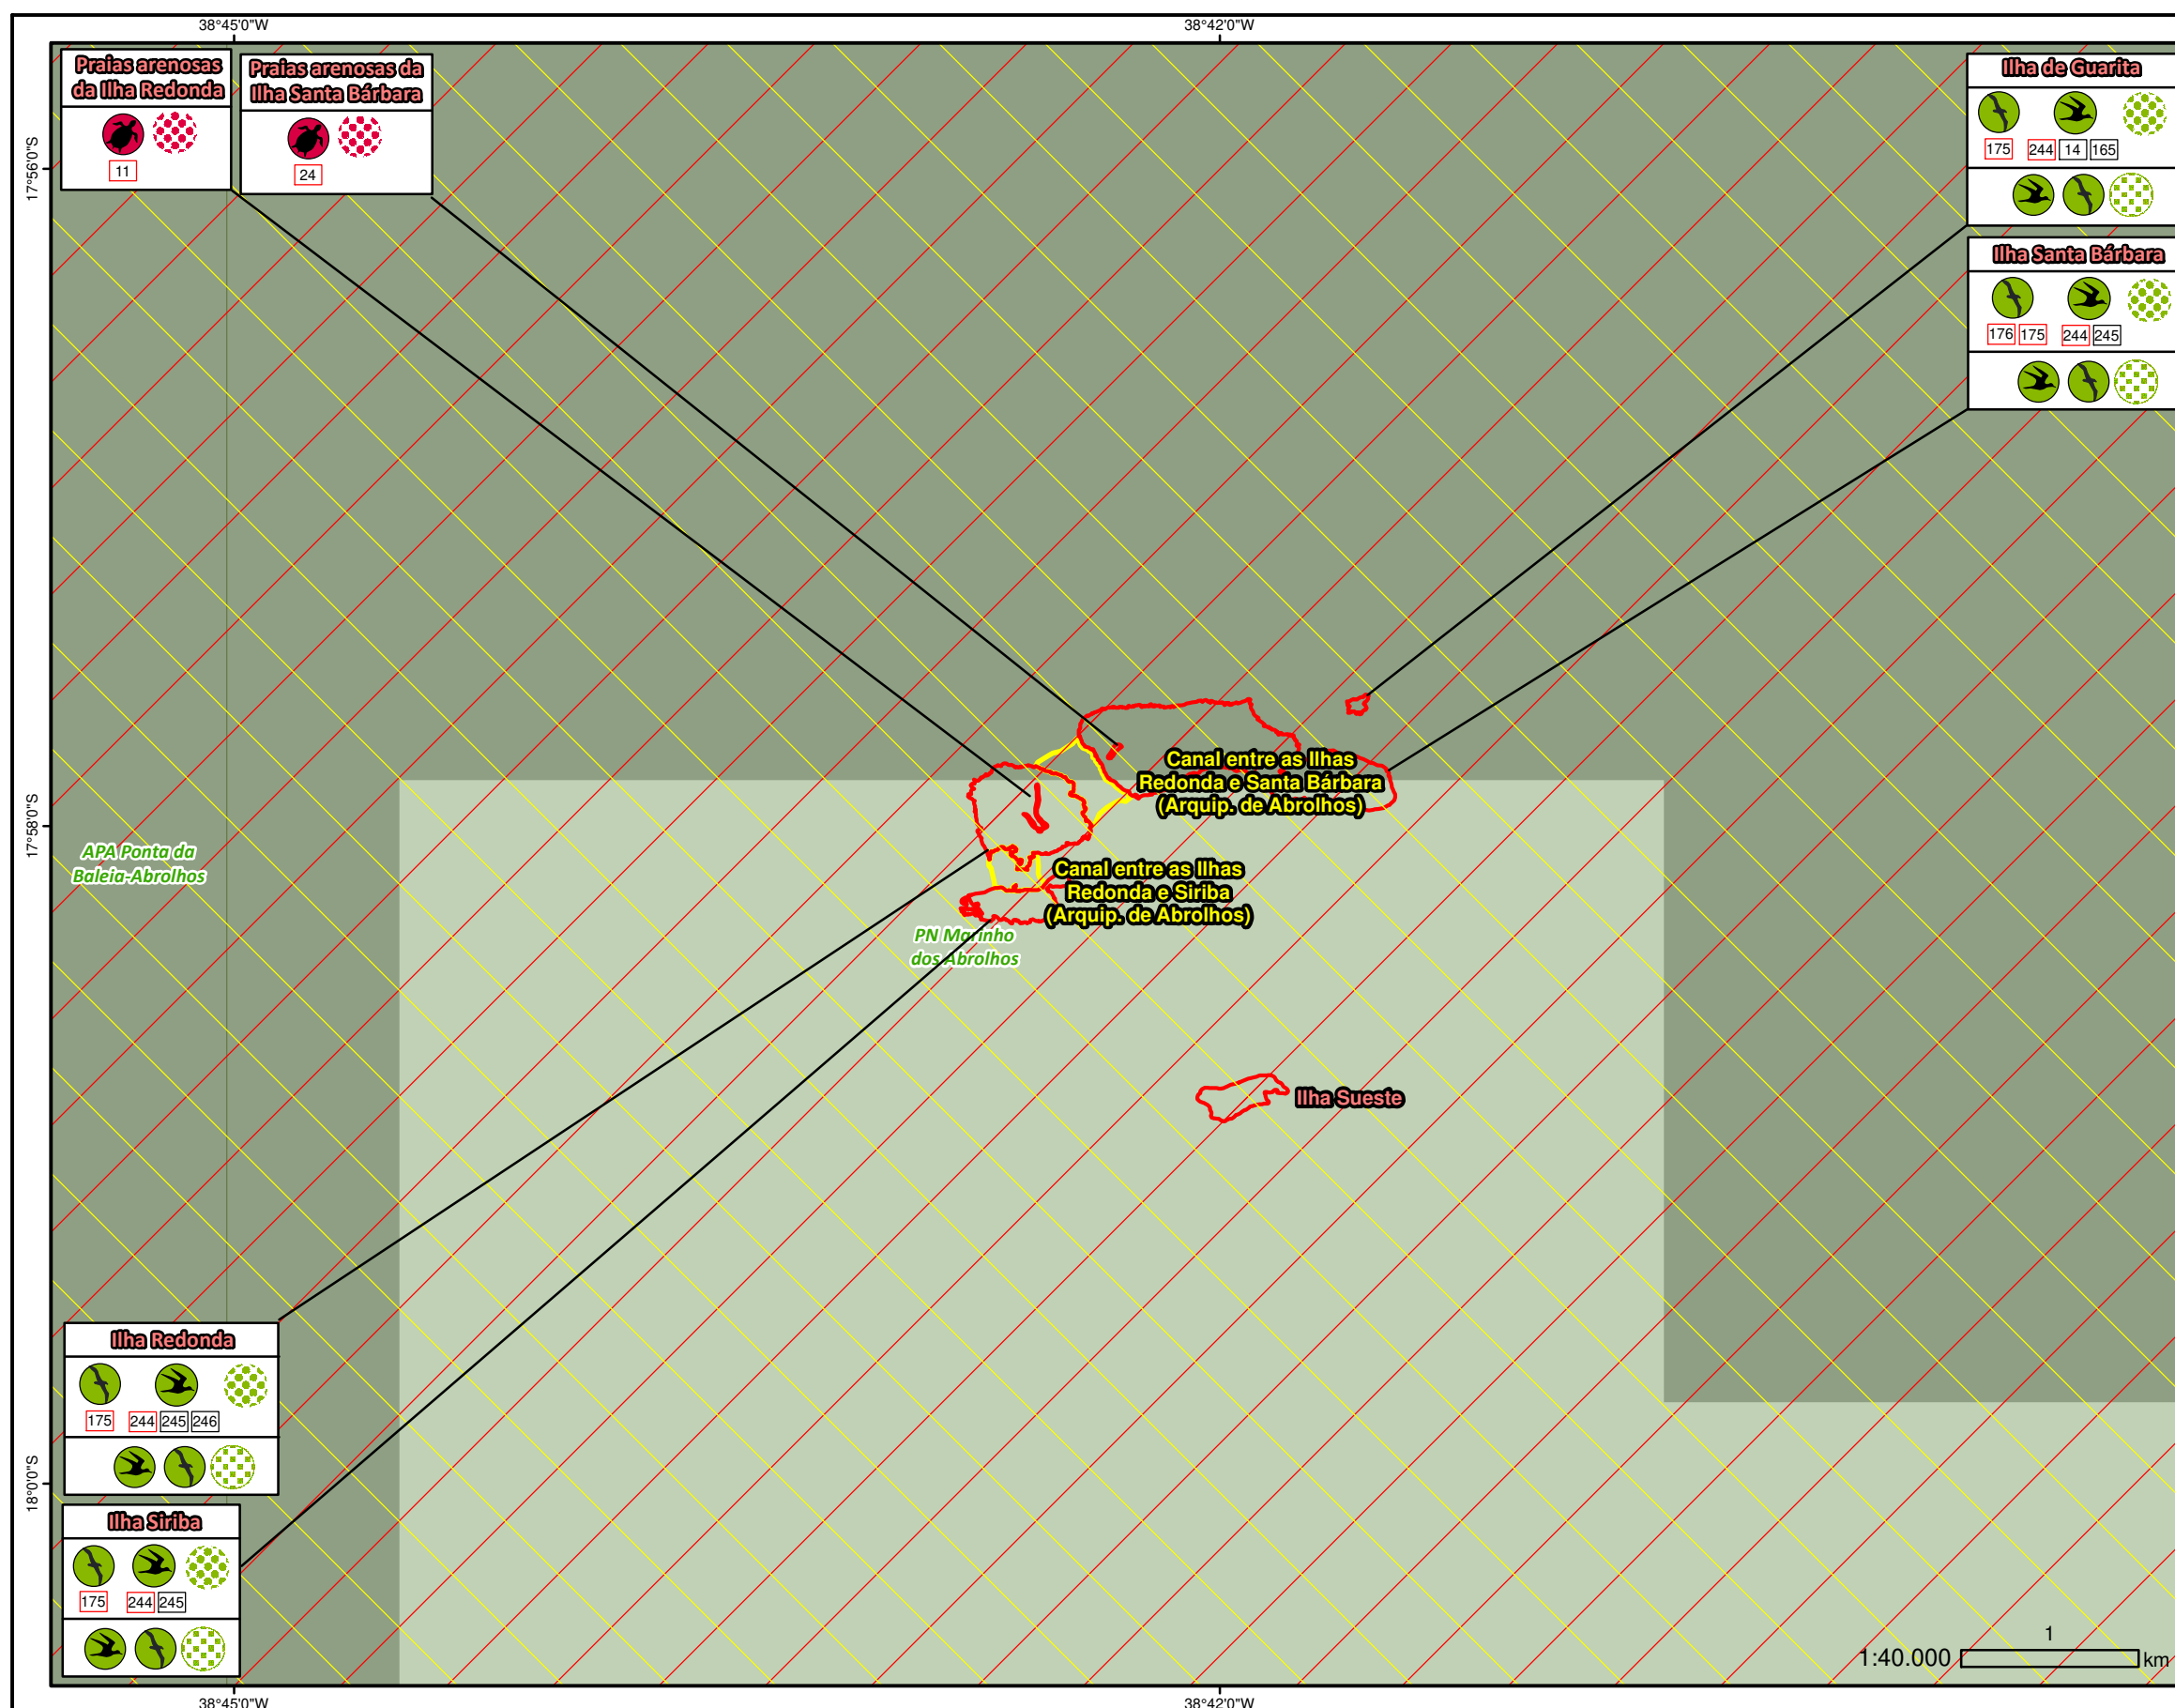 38°45'0"W
38°42'0"W
17°56'0"S
17°58'0"S
18°0'0"S
Praias arenosas
da Ilha Redonda
11
Praias arenosas da
Ilha Santa Bárbara
24
Ilha de Guarita
175
244 14 165
Ilha Santa Bárbara
176 175
244 245
Canal entre as Ilhas
Redonda e Santa Bárbara
(Arquip. de Abrolhos)
Canal entre as Ilhas
Redonda e Siriba
(Arquip. de Abrolhos)
APA Ponta da
Baleia-Abrolhos
PN Marinho
dos Abrolhos
Ilha Sueste
Ilha Redonda
175
244 245 246
Ilha Siriba
175
244 245
1
1:40.000
km
38°45'0"W
38°42'0"W